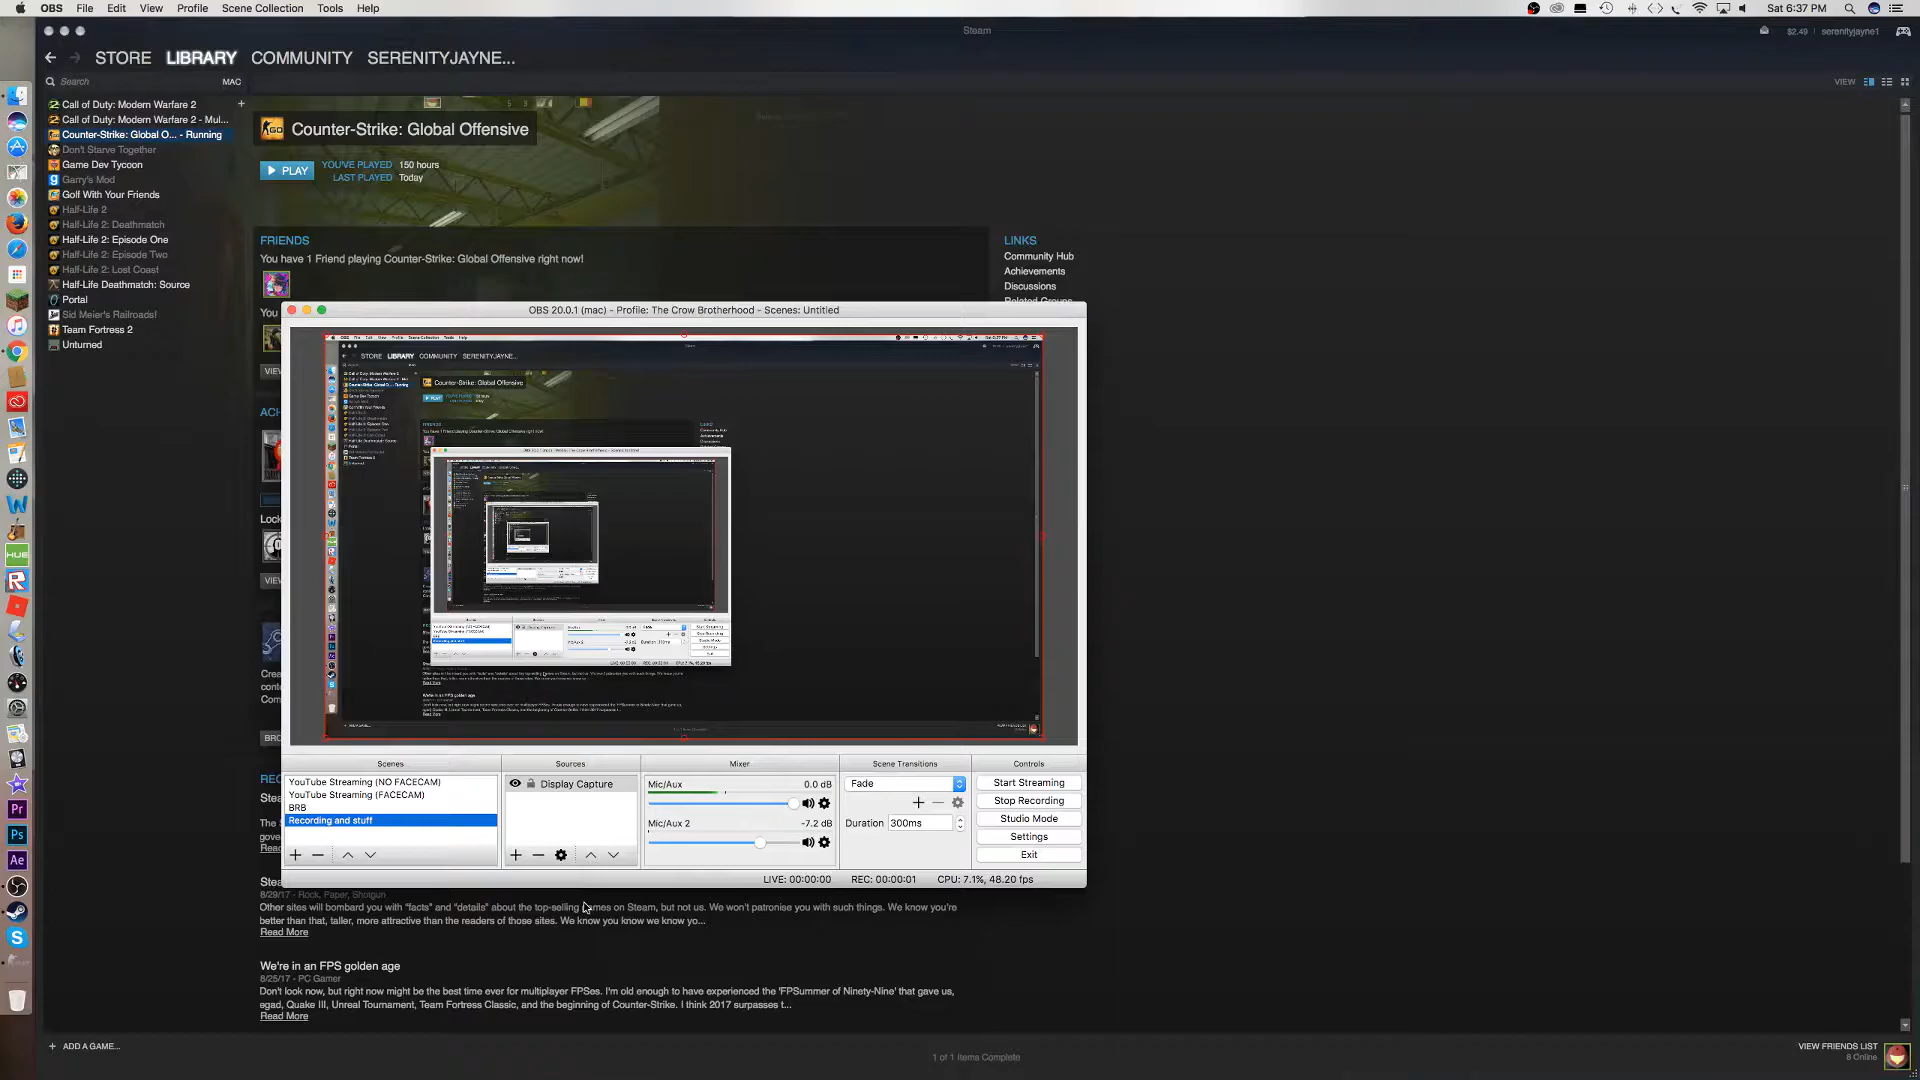 OBS File Edit View Profile Scene Collection Tools Help
Sat 6:37 PM
Steam
$2.49 serenityjayne1
STORE LIBRARY COMMUNITY SERENITYJAYNE...
Search MAC
VIEW
Call of Duty: Modern Warfare 2
Call of Duty: Modern Warfare 2 - Mul...
Counter-Strike: Global O... - Running
Don't Starve Together
Game Dev Tycoon
Garry's Mod
Golf With Your Friends
Half-Life 2
Half-Life 2: Deathmatch
Half-Life 2: Episode One
Half-Life 2: Episode Two
Half-Life 2: Lost Coast
Half-Life Deathmatch: Source
Portal
Sid Meier's Railroads!
Team Fortress 2
Unturned
Counter-Strike: Global Offensive
PLAY
YOU'VE PLAYED 150 hours
LAST PLAYED Today
FRIENDS
You have 1 Friend playing Counter-Strike: Global Offensive right now!
You
LINKS
Community Hub
Achievements
Discussions
Related Groups
OBS 20.0.1 (mac) - Profile: The Crow Brotherhood - Scenes: Untitled
STORE LIBRARY COMMUNITY SERENITYJAYNE...
Counter-Strike: Global Offensive
PLAY
Scenes
YouTube Streaming (NO FACECAM)
YouTube Streaming (FACECAM)
BRB
Recording and stuff
Sources
Display Capture
Mixer
Mic/Aux 0.0 dB
Mic/Aux 2 -7.2 dB
Scene Transitions
Fade
Duration 300ms
Controls
Start Streaming
Stop Recording
Studio Mode
Settings
Exit
LIVE: 00:00:00 REC: 00:00:01 CPU: 7.1%, 48.20 fps
8/29/17 - Rock, Paper, Shotgun
Other sites will bombard you with "facts" and "details" about the top-selling games on Steam, but not us. We won't patronise you with such things. We know you're
better than that, taller, more attractive than the readers of those sites. We know you know we know yo...
Read More
We're in an FPS golden age
8/25/17 - PC Gamer
Don't look now, but right now might be the best time ever for multiplayer FPSes. I'm old enough to have experienced the 'FPSummer of Ninety-Nine' that gave us,
egad, Quake III, Unreal Tournament, Team Fortress Classic, and the beginning of Counter-Strike. I think 2017 surpasses t...
Read More
+ ADD A GAME...
1 of 1 Items Complete
VIEW FRIENDS LIST
8 Online